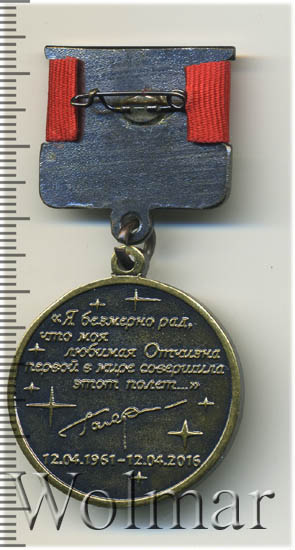 «Я безмерно рад,
что моя
любимая Отчизна
первой в мире совершила
этот полет...»
12.04.1961-12.04.2016
Wolmar